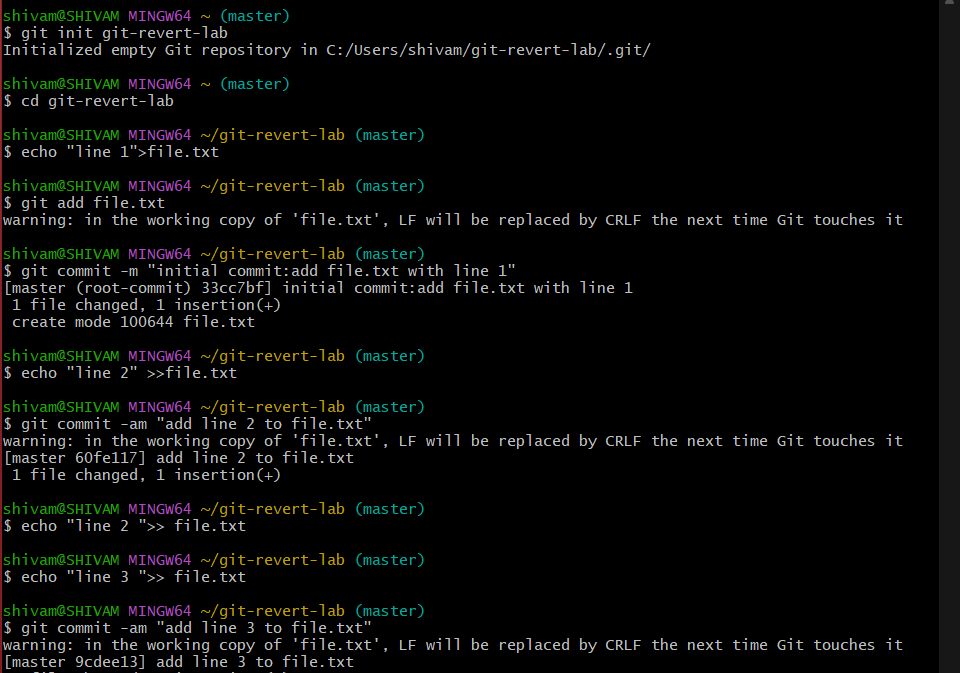 shivam@SHIVAM MINGW64 ~ (master)
$ git init git-revert-lab
Initialized empty Git repository in C:/Users/shivam/git-revert-lab/.git/
shivam@SHIVAM MINGW64 ~ (master)
$ cd git-revert-lab
shivam@SHIVAM MINGW64 ~/git-revert-lab (master)
$ echo "line 1">file.txt
shivam@SHIVAM MINGW64 ~/git-revert-lab (master)
$ git add file.txt
warning: in the working copy of 'file.txt', LF will be replaced by CRLF the next time Git touches it
shivam@SHIVAM MINGW64 ~/git-revert-lab (master)
$ git commit -m "initial commit:add file.txt with line 1"
[master (root-commit) 33cc7bf] initial commit:add file.txt with line 1
 1 file changed, 1 insertion(+)
 create mode 100644 file.txt
shivam@SHIVAM MINGW64 ~/git-revert-lab (master)
$ echo "line 2" >>file.txt
shivam@SHIVAM MINGW64 ~/git-revert-lab (master)
$ git commit -am "add line 2 to file.txt"
warning: in the working copy of 'file.txt', LF will be replaced by CRLF the next time Git touches it
[master 60fe117] add line 2 to file.txt
 1 file changed, 1 insertion(+)
shivam@SHIVAM MINGW64 ~/git-revert-lab (master)
$ echo "line 2 ">> file.txt
shivam@SHIVAM MINGW64 ~/git-revert-lab (master)
$ echo "line 3 ">> file.txt
shivam@SHIVAM MINGW64 ~/git-revert-lab (master)
$ git commit -am "add line 3 to file.txt"
warning: in the working copy of 'file.txt', LF will be replaced by CRLF the next time Git touches it
[master 9cdee13] add line 3 to file.txt